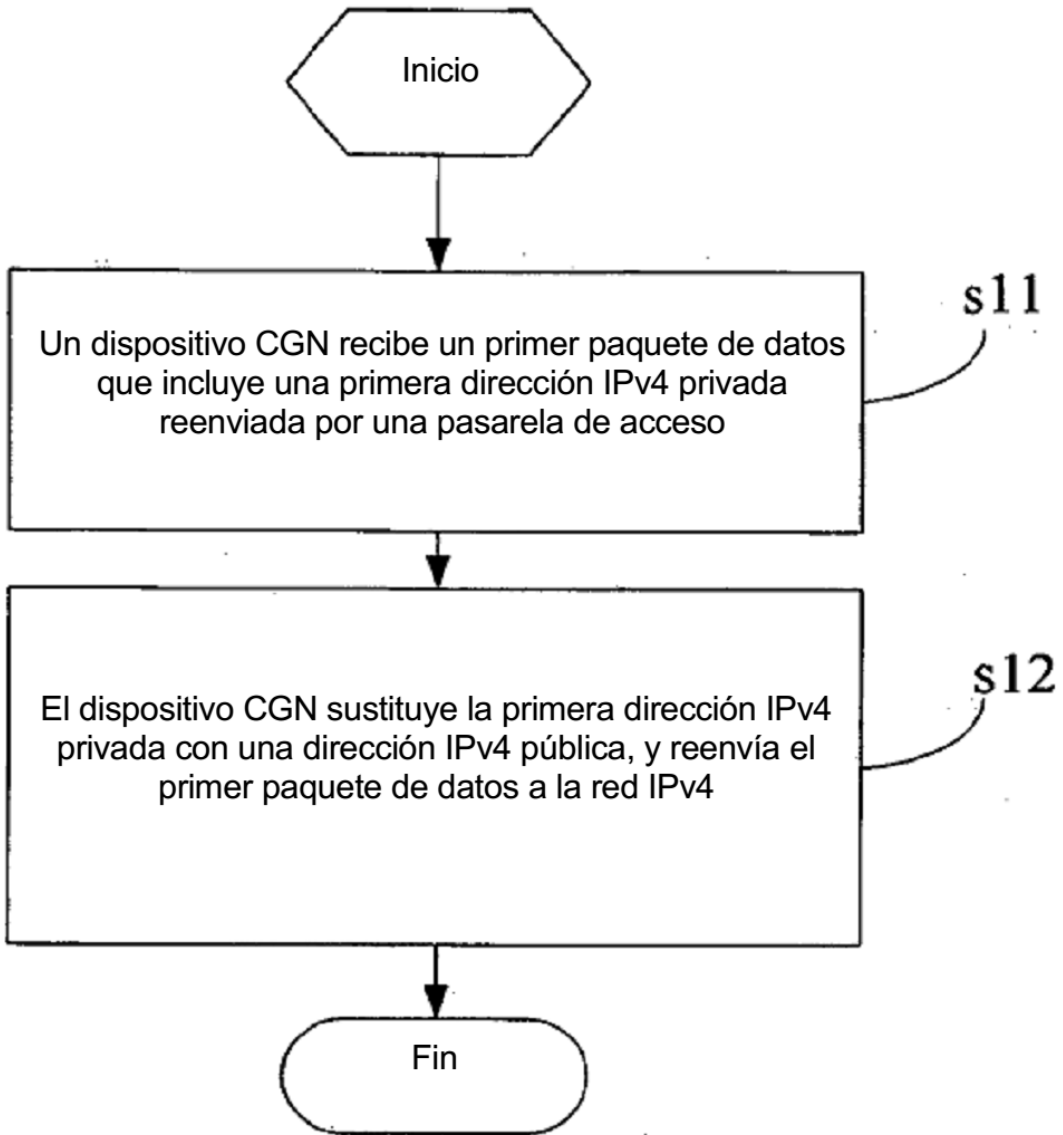 Inicio
s11
Un dispositivo CGN recibe un primer paquete de datos
que incluye una primera dirección IPv4 privada
reenviada por una pasarela de acceso
s12
El dispositivo CGN sustituye la primera dirección IPv4
privada con una dirección IPv4 pública, y reenvía el
primer paquete de datos a la red IPv4
Fin